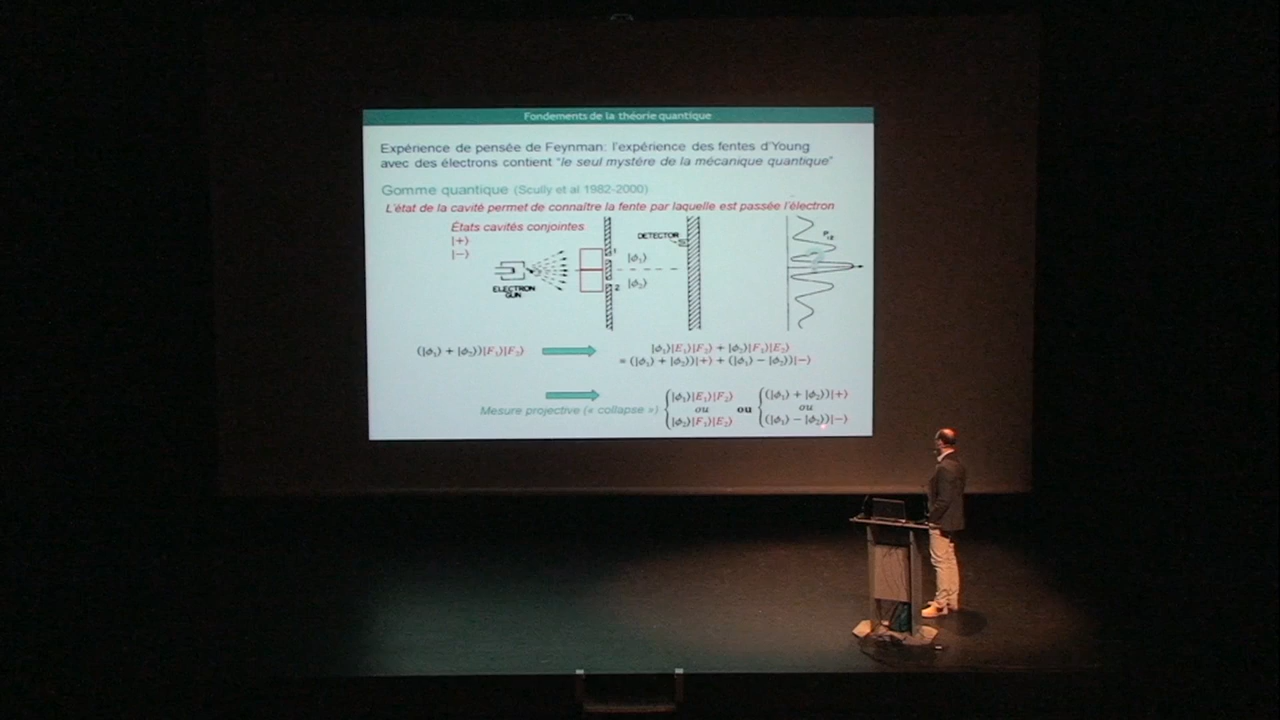 Fondements de la théorie quantique
Expérience de pensée de Feynman: l'expérience des fentes d'Young
avec des électrons contient "le seul mystère de la mécanique quantique"
Gomme quantique (Scully et al 1982-2000)
L'état de la cavité permet de connaître la fente par laquelle est passée l'électron
États cavités conjointes
|+⟩
|−⟩
ELECTRON
GUN
1
2
|ϕ₁⟩
|ϕ₂⟩
DETECTOR
P₁₂
?
(|ϕ₁⟩ + |ϕ₂⟩)|F₁⟩|F₂⟩
|ϕ₁⟩|E₁⟩|F₂⟩ + |ϕ₂⟩|F₁⟩|E₂⟩
= (|ϕ₁⟩ + |ϕ₂⟩)|+⟩ + (|ϕ₁⟩ − |ϕ₂⟩)|−⟩
Mesure projective (« collapse »)
|ϕ₁⟩|E₁⟩|F₂⟩
ou
|ϕ₂⟩|F₁⟩|E₂⟩
ou
(|ϕ₁⟩ + |ϕ₂⟩)|+⟩
ou
(|ϕ₁⟩ − |ϕ₂⟩)|−⟩